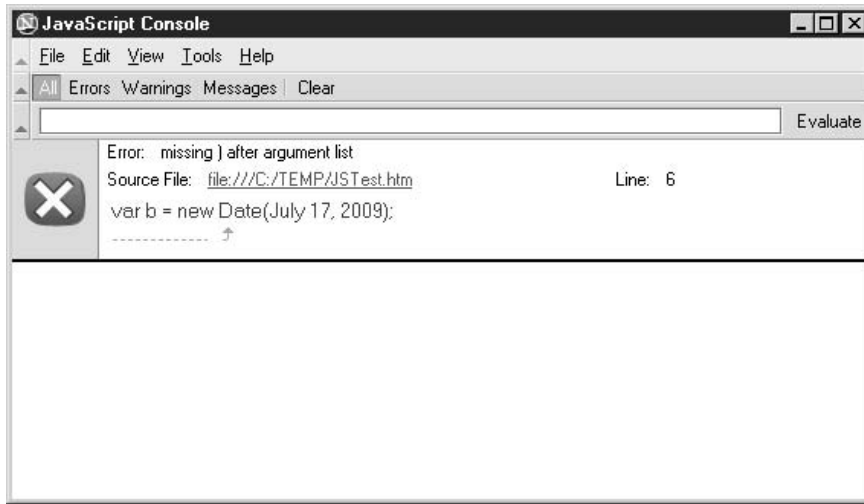 JavaScript Console
File Edit View Tools Help
All Errors Warnings Messages Clear
Evaluate
Error: missing ) after argument list
Source File: file:///C:/TEMP/JSTest.htm Line: 6
var b = new Date(July 17, 2009);